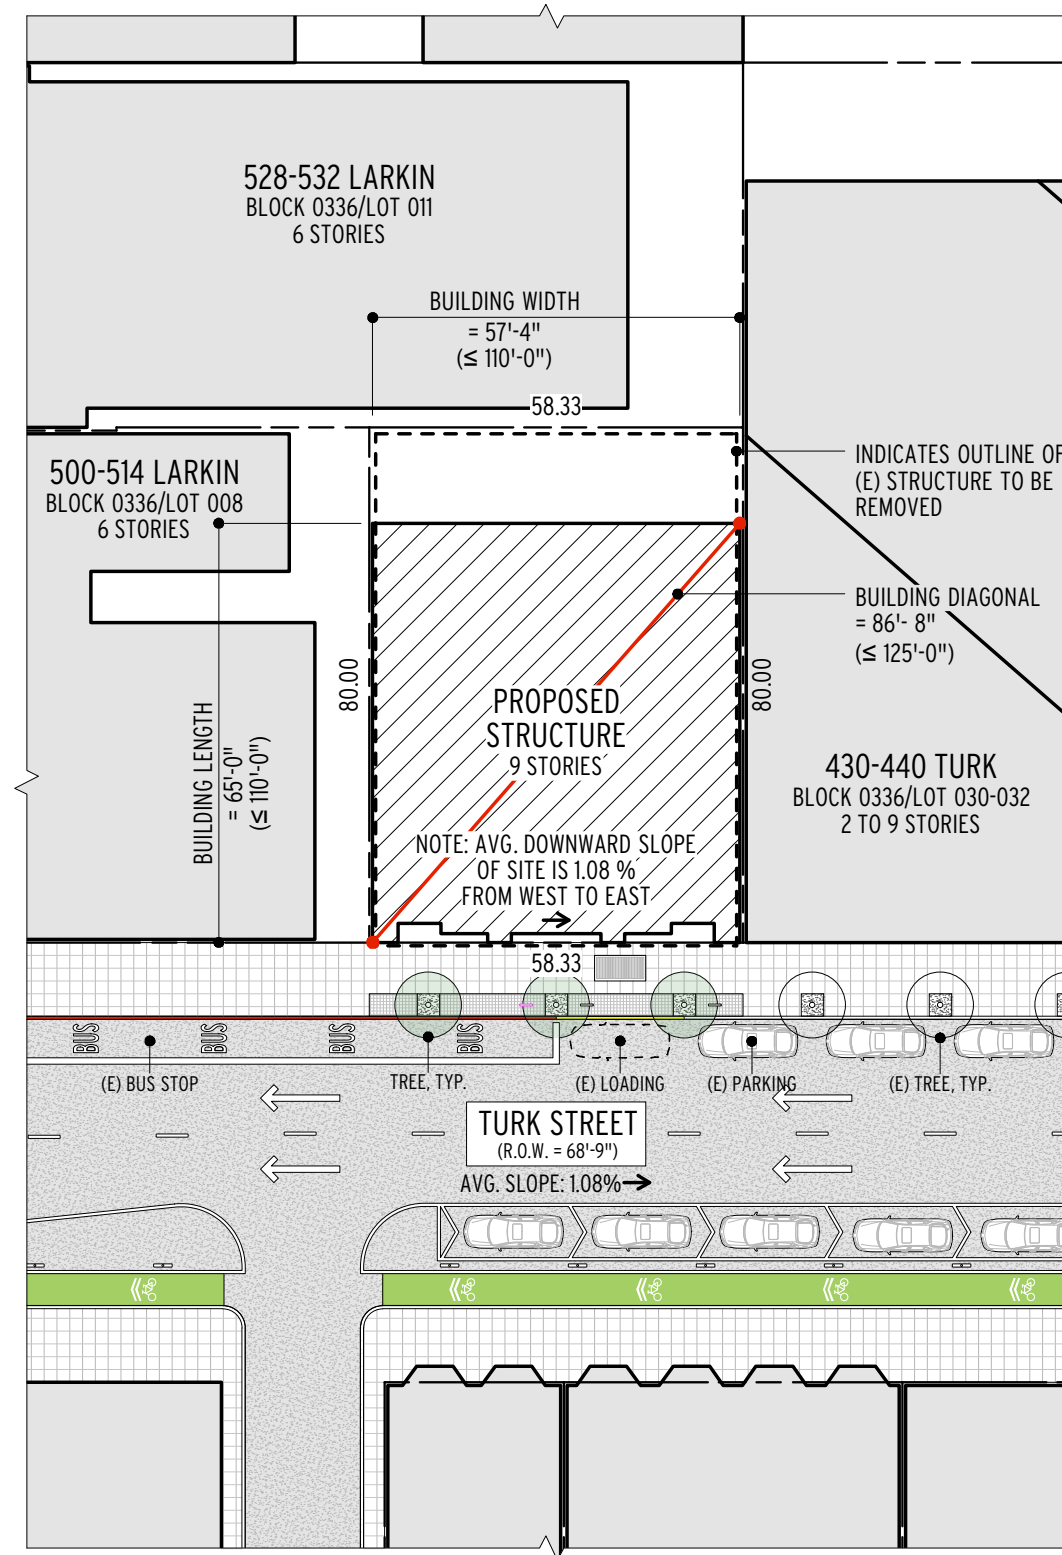 528-532 LARKIN
BLOCK 0336/LOT 011
6 STORIES
BUILDING WIDTH
= 57'-4"
(≤ 110'-0")
58.33
500-514 LARKIN
BLOCK 0336/LOT 008
6 STORIES
INDICATES OUTLINE OF
(E) STRUCTURE TO BE
REMOVED
BUILDING DIAGONAL
= 86'- 8"
(≤ 125'-0")
80.00
80.00
BUILDING LENGTH
= 65'-0"
(≤ 110'-0")
PROPOSED
STRUCTURE
9 STORIES
430-440 TURK
BLOCK 0336/LOT 030-032
2 TO 9 STORIES
NOTE: AVG. DOWNWARD SLOPE
OF SITE IS 1.08 %
FROM WEST TO EAST
58.33
BUS
BUS
BUS
BUS
(E) BUS STOP
TREE, TYP.
(E) LOADING
(E) PARKING
(E) TREE, TYP.
TURK STREET
(R.O.W. = 68'-9")
AVG. SLOPE: 1.08%